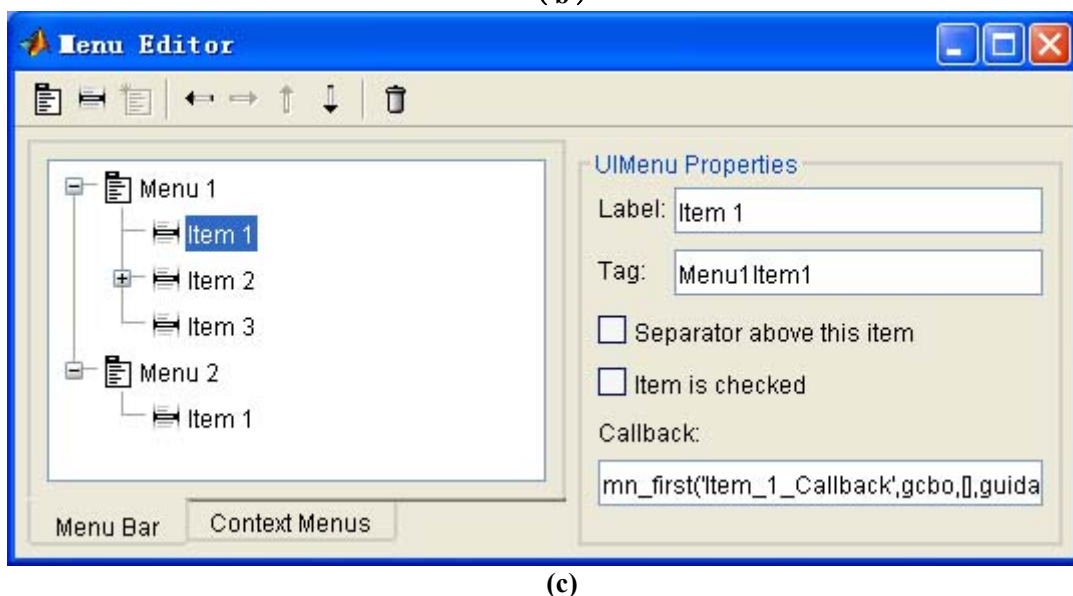 ( b )
Menu Editor
Menu 1
Item 1
Item 2
Item 3
Menu 2
Item 1
Menu Bar
Context Menus
UIMenu Properties
Label: Item 1
Tag: Menu1Item1
Separator above this item
Item is checked
Callback:
mn_first('Item_1_Callback',gcbo,[],guida
(c)